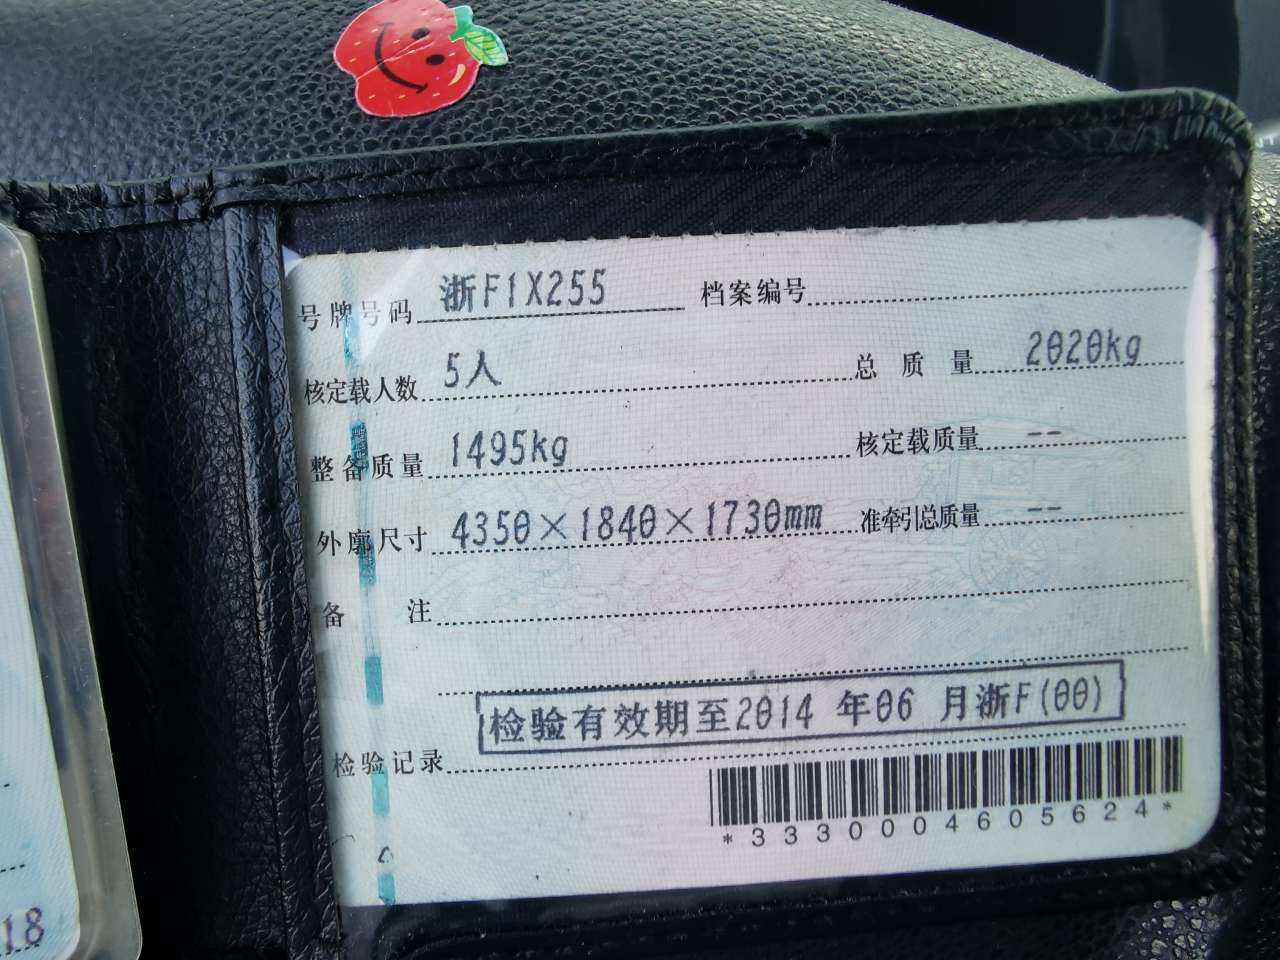 号牌号码 浙F1X255 档案编号
核定载人数 5人 总质量 2020kg
整备质量 1495kg 核定载质量 --
外廓尺寸 4350×1840×1730mm 准牵引总质量 --
备注
检验有效期至2014年06月浙F(00)
检验记录
*3330004605624*
18